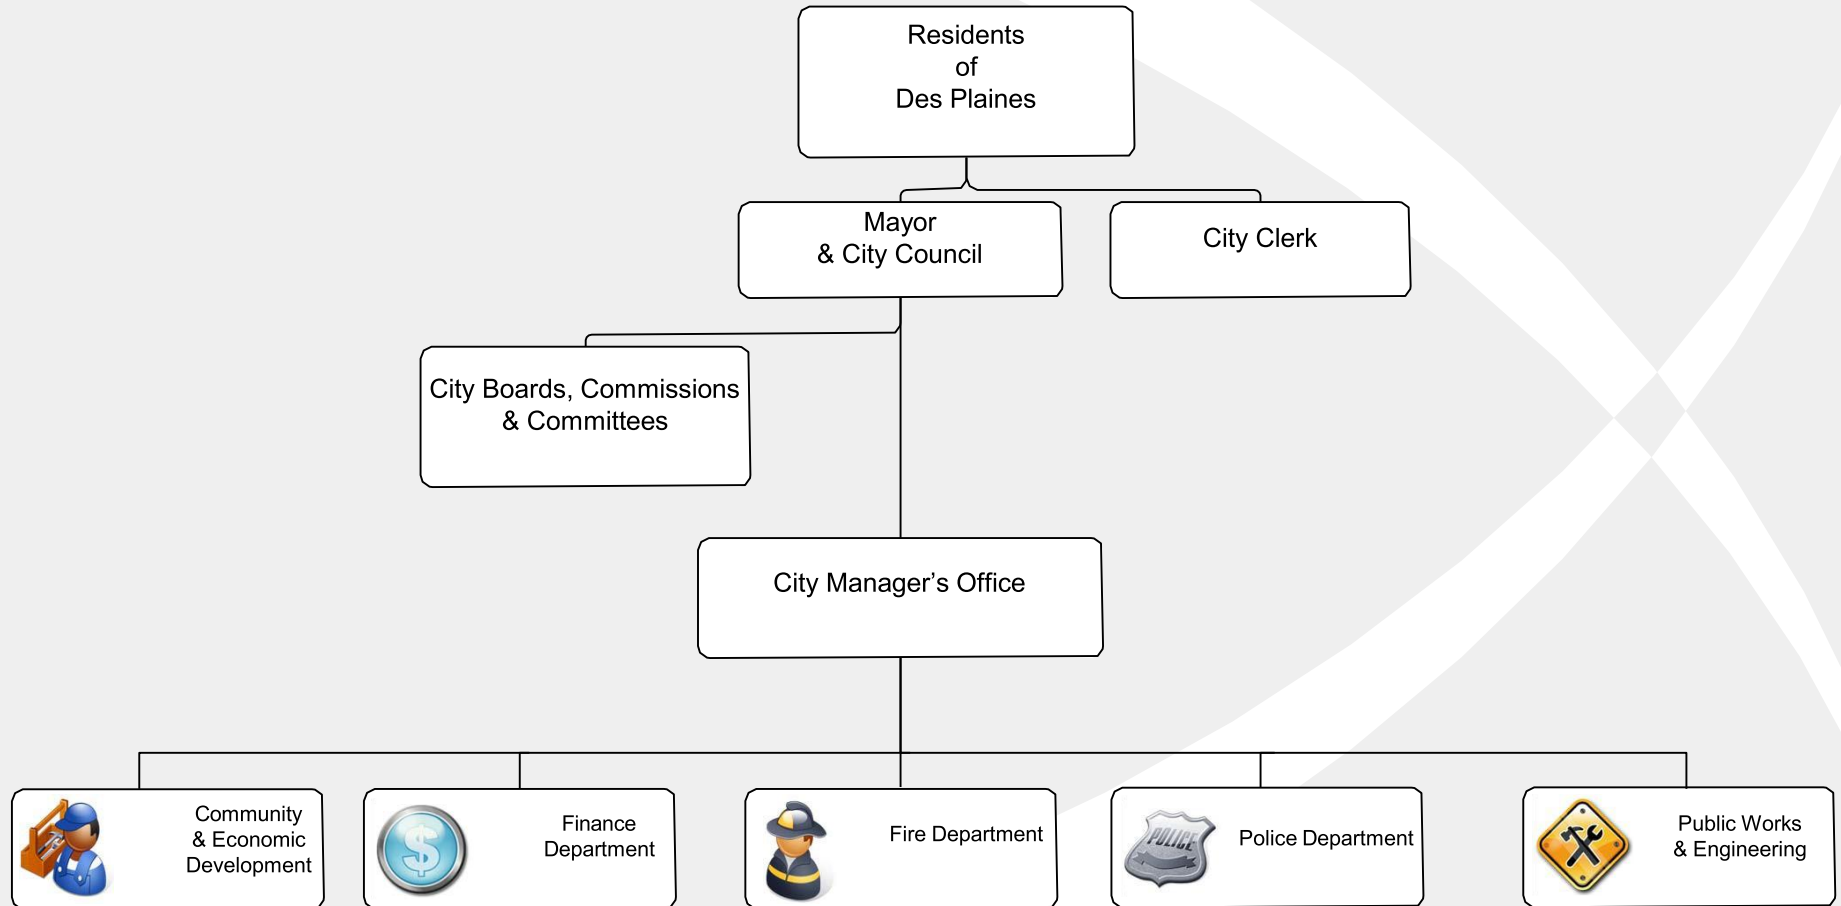 Residents
of
Des Plaines
Mayor
& City Council
City Clerk
City Boards, Commissions
& Committees
City Manager’s Office
Community
& Economic
Development
Finance
Department
Fire Department
POLICE
Police Department
Public Works
& Engineering
$